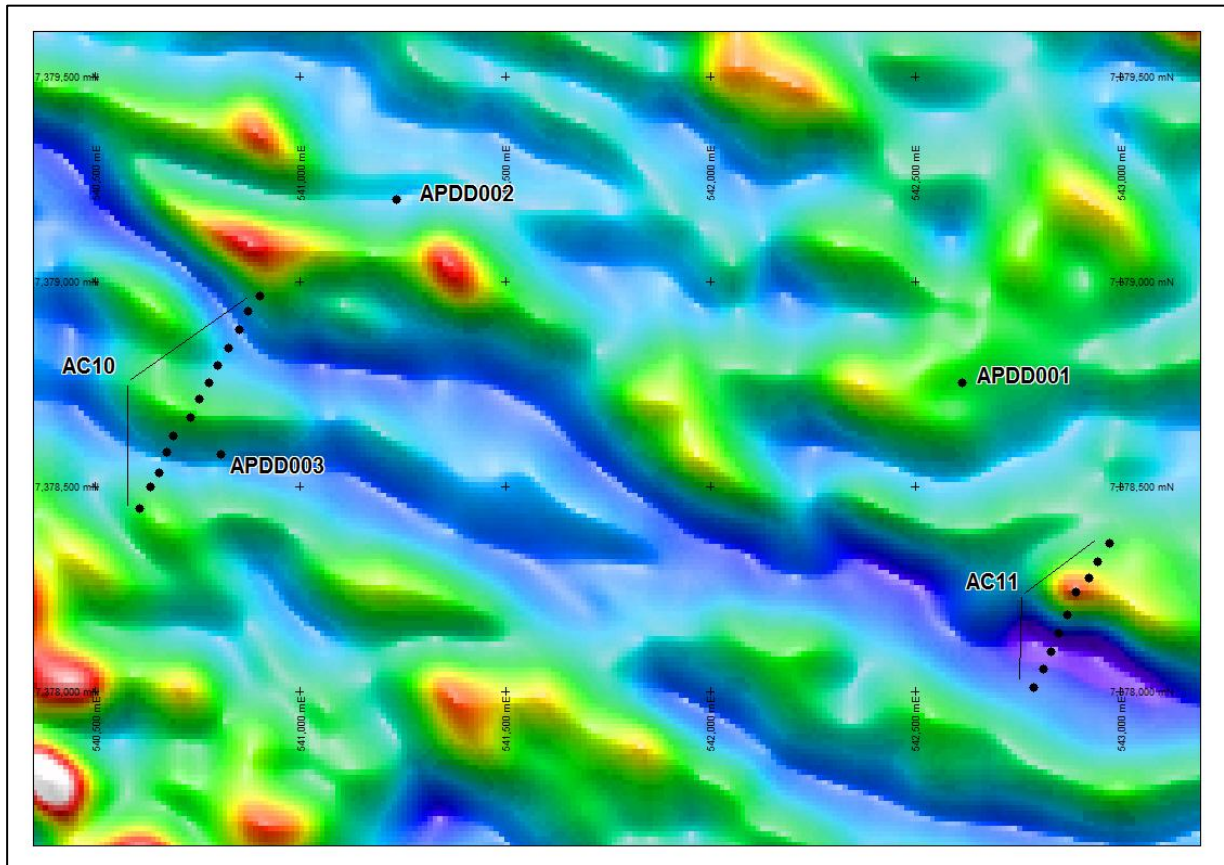 7,379,500 mN
7,379,500 mN
540,500 mE
541,000 mE
541,500 mE
542,000 mE
542,500 mE
543,000 mE
APDD002
7,379,000 mN
7,379,000 mN
AC10
APDD001
APDD003
7,378,500 mN
7,378,500 mN
AC11
7,378,000 mN
7,378,000 mN
540,500 mE
541,000 mE
541,500 mE
542,000 mE
542,500 mE
543,000 mE